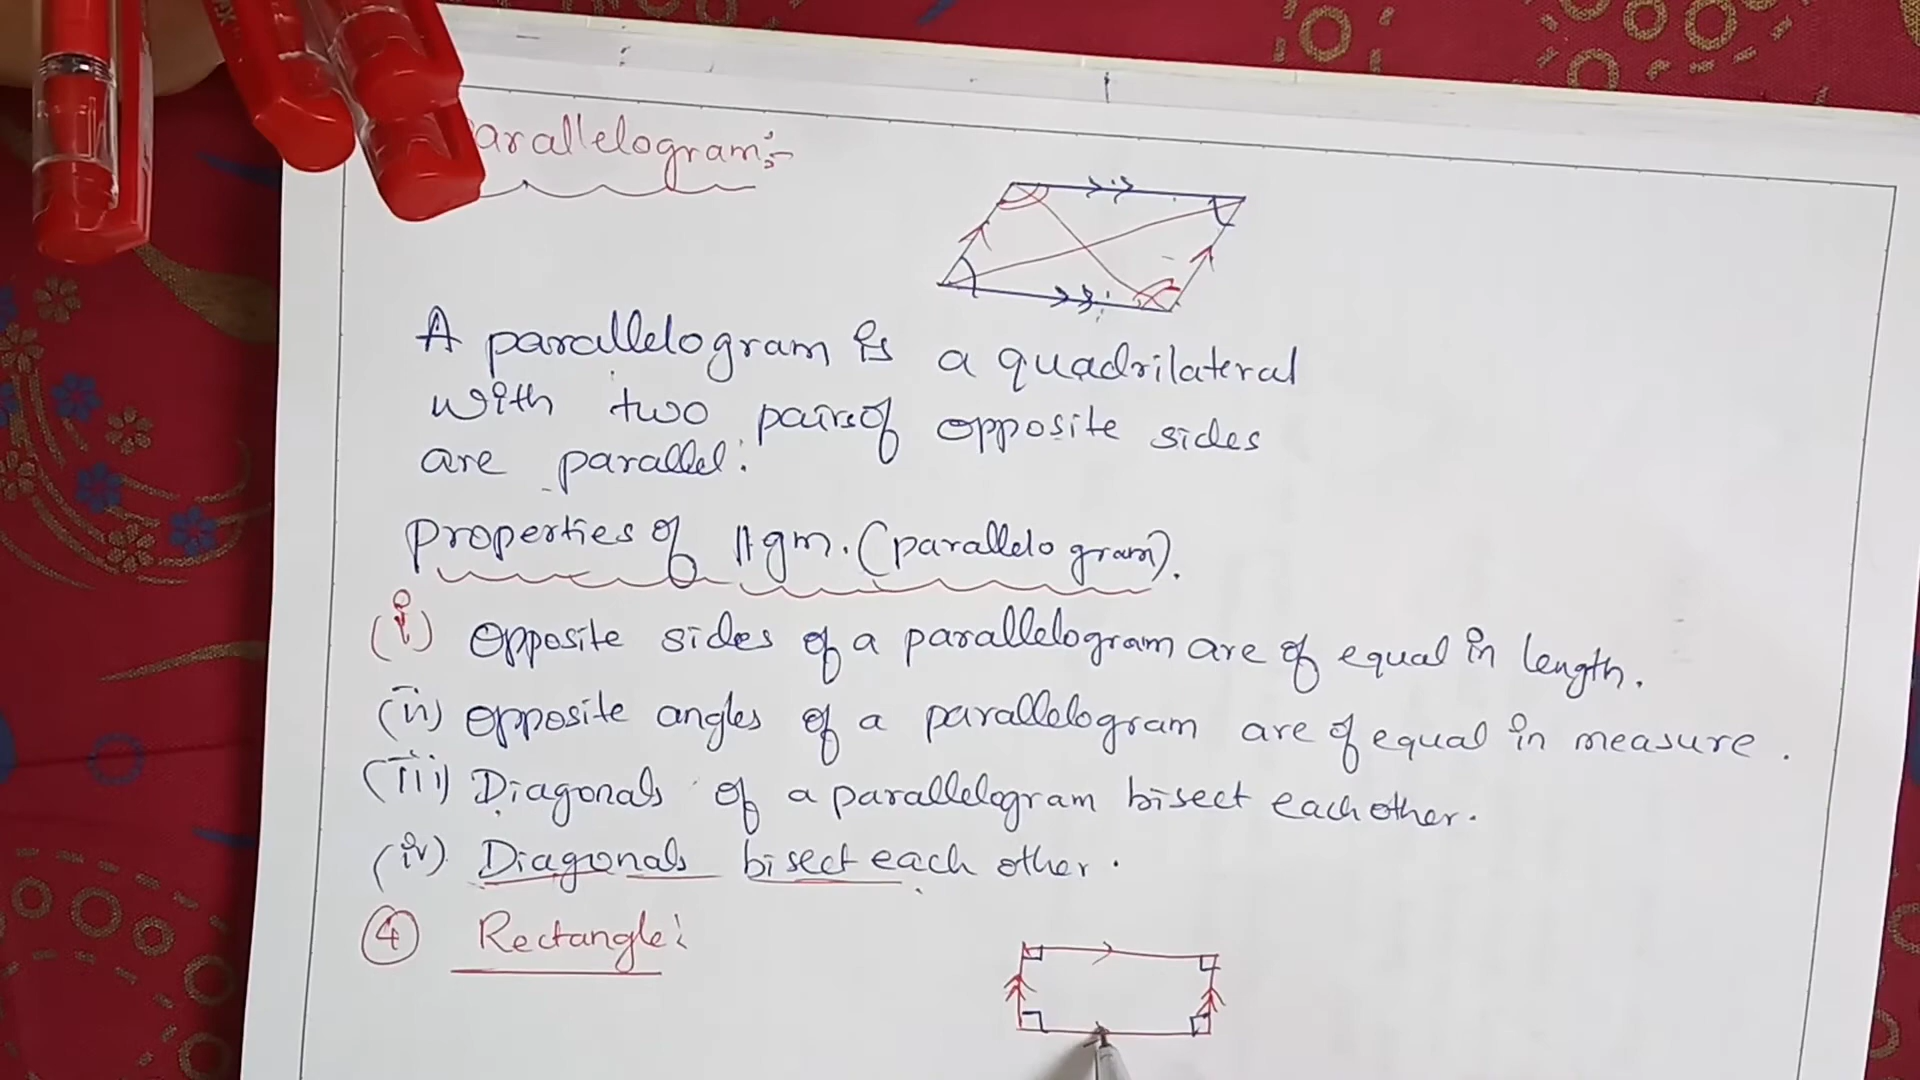 arallelogram:-
A parallelogram is a quadrilateral
with two pairs of opposite sides
are parallel.
Properties of ||gm. (parallelogram).
(i) Opposite sides of a parallelogram are of equal in length.
(ii) Opposite angles of a parallelogram are of equal in measure.
(iii) Diagonals of a parallelogram bisect each other.
(iv) Diagonals bisect each other.
④ Rectangle: